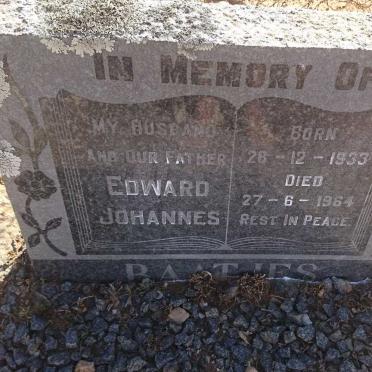 IN MEMORY OF
MY HUSBAND
AND OUR FATHER
EDWARD
JOHANNES
BORN
28-12-1933
DIED
27-6-1964
REST IN PEACE.